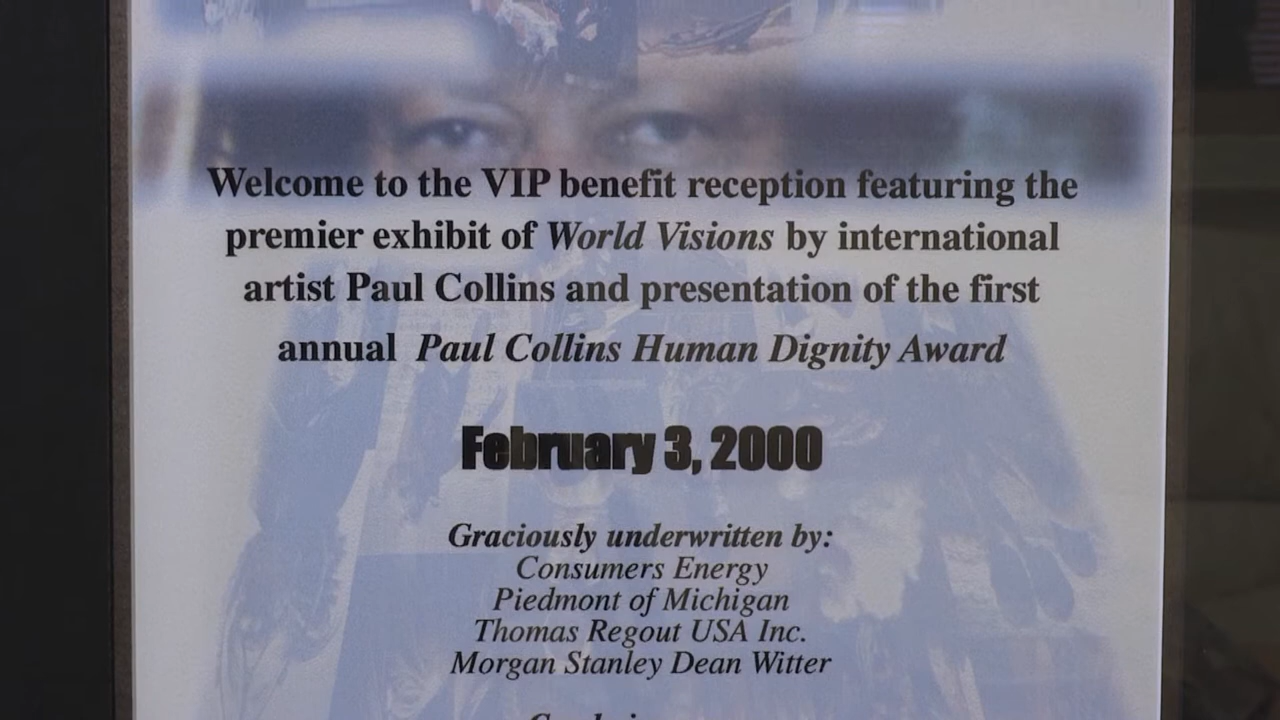 Welcome to the VIP benefit reception featuring the
premier exhibit of World Visions by international
artist Paul Collins and presentation of the first
annual Paul Collins Human Dignity Award
February 3, 2000
Graciously underwritten by:
Consumers Energy
Piedmont of Michigan
Thomas Regout USA Inc.
Morgan Stanley Dean Witter